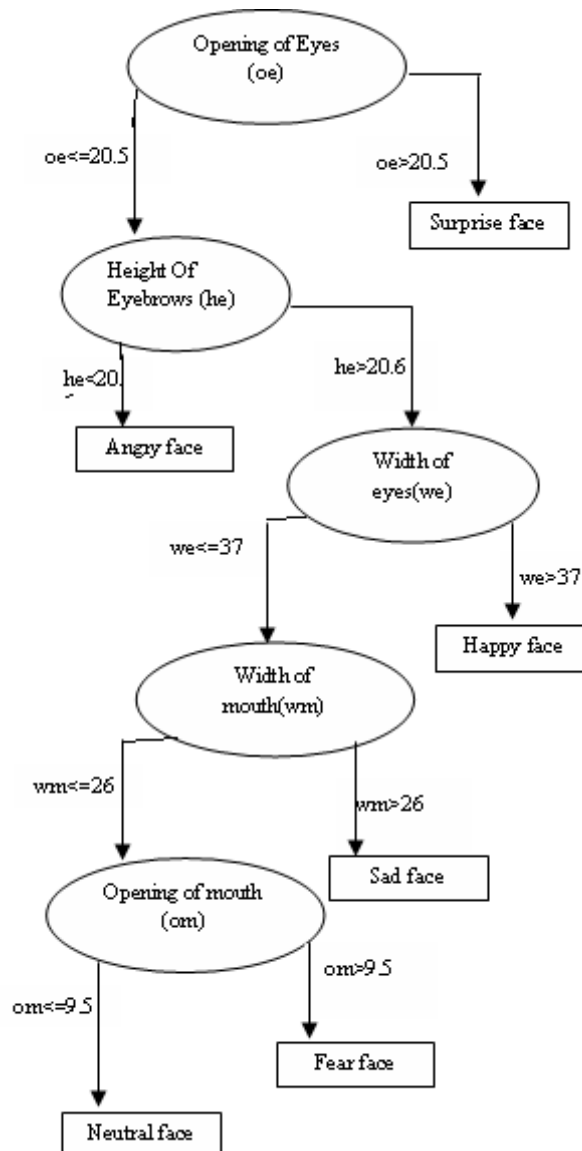 Opening of Eyes
(oe)
oe<=20.5
oe>20.5
Surprise face
Height Of
Eyebrows (he)
he<20.
he>20.6
Angry face
Width of
eyes(we)
we<=37
we>37
Happy face
Width of
mouth(wm)
wm<=26
wm>26
Sad face
Opening of mouth
(om)
om>9.5
om<=9.5
Fear face
Neutral face